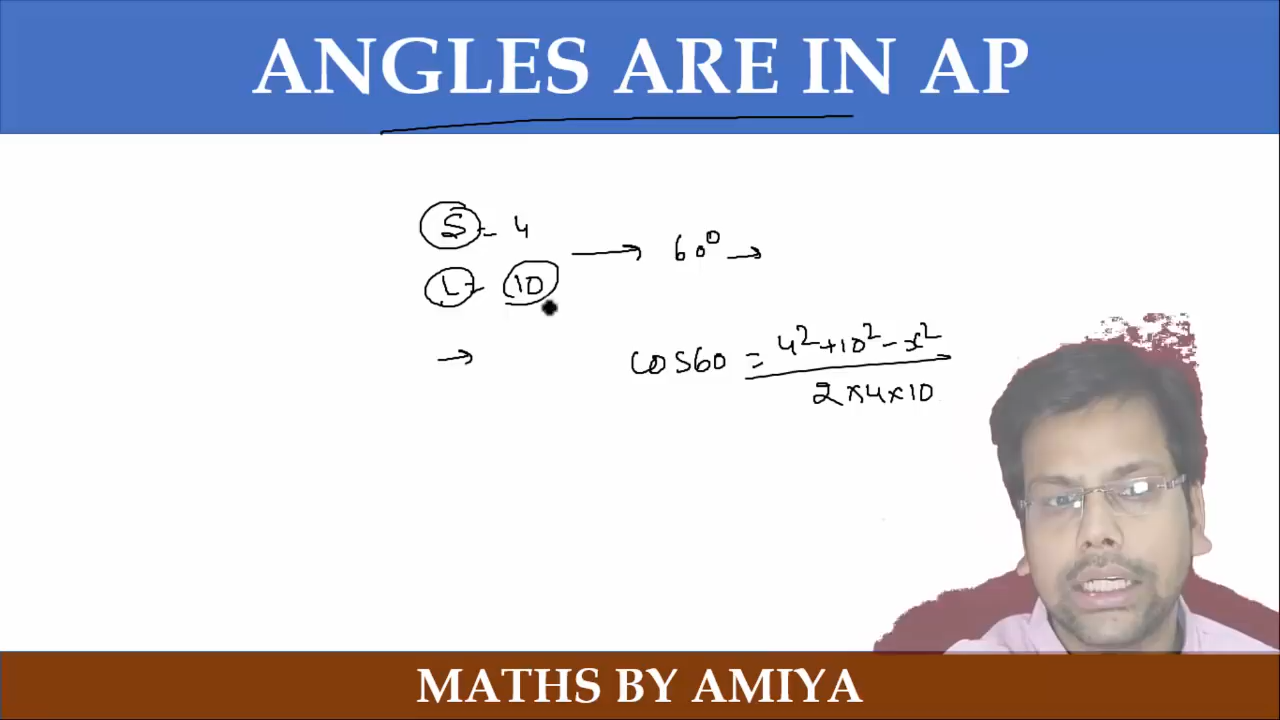 ANGLES ARE IN AP
S = 4
L = 10
→ 60° →
→
cos60 = 4² + 10² - x²
2 × 4 × 10
MATHS BY AMIYA